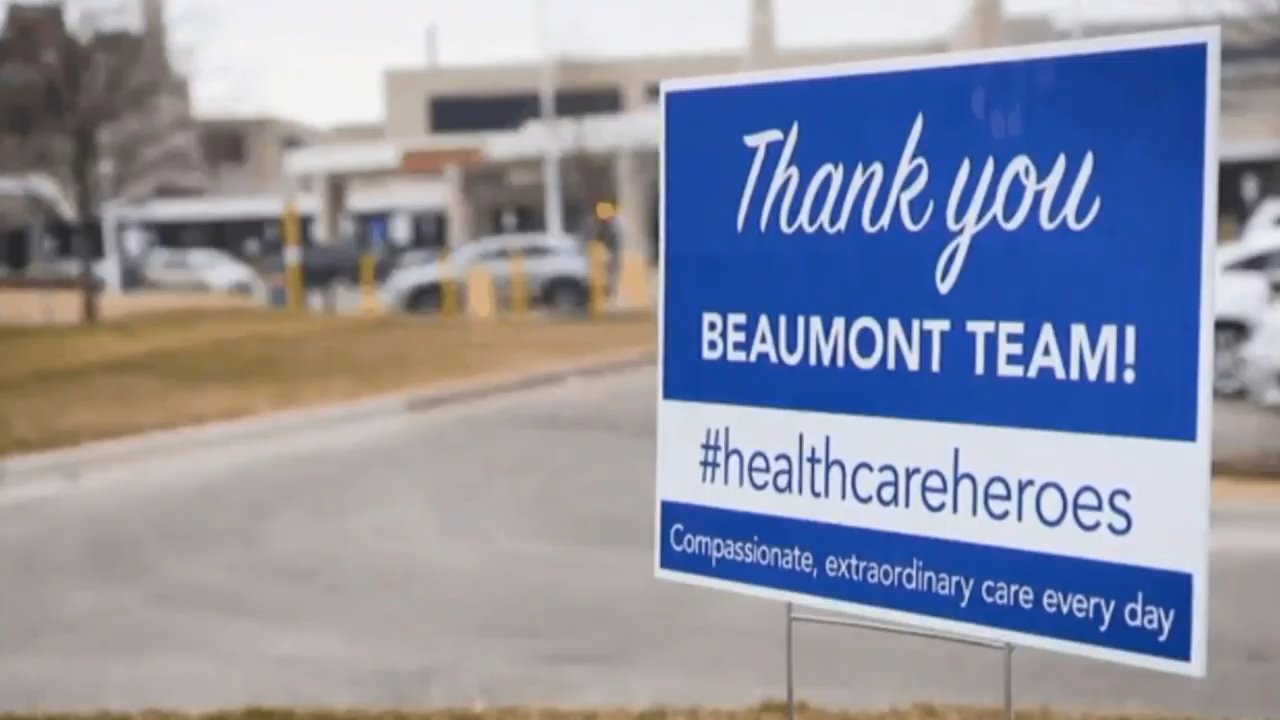 Thank you
BEAUMONT TEAM!
#healthcareheroes
Compassionate, extraordinary care every day